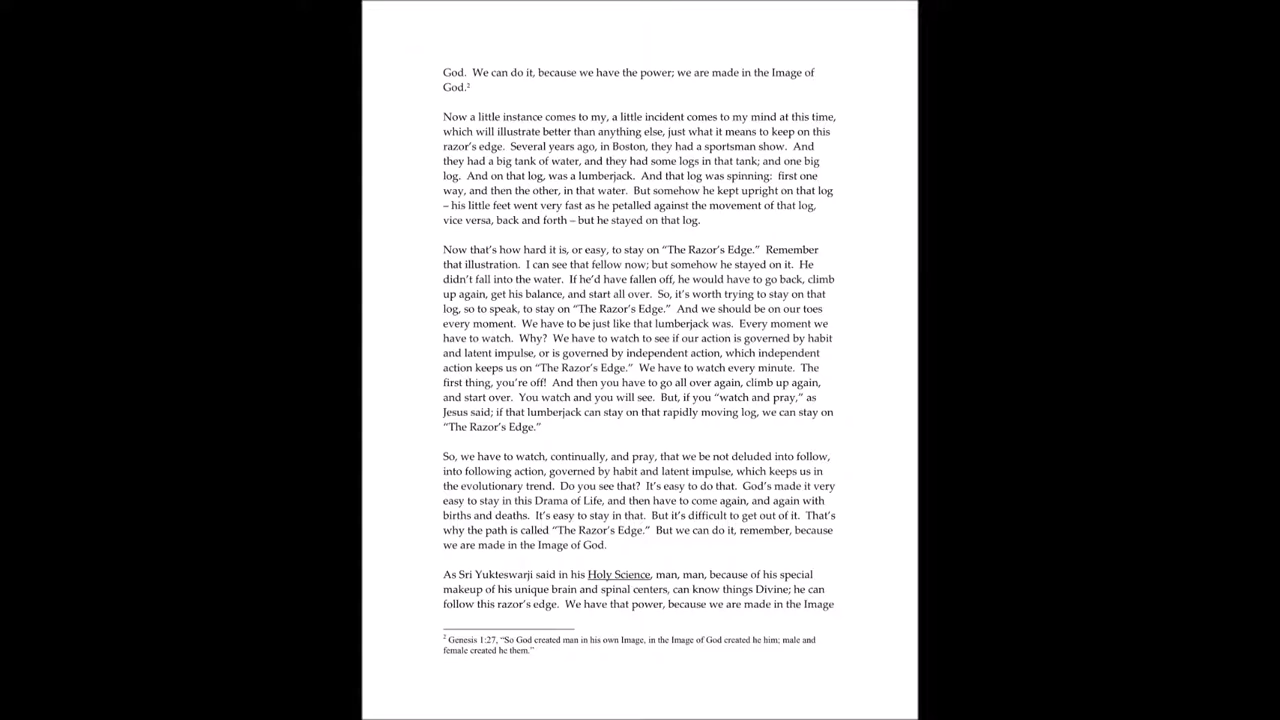 God.  We can do it, because we have the power; we are made in the Image of
God.²
Now a little instance comes to my, a little incident comes to my mind at this time,
which will illustrate better than anything else, just what it means to keep on this
razor’s edge.  Several years ago, in Boston, they had a sportsman show.  And
they had a big tank of water, and they had some logs in that tank; and one big
log.  And on that log, was a lumberjack.  And that log was spinning:  first one
way, and then the other, in that water.  But somehow he kept upright on that log
– his little feet went very fast as he petalled against the movement of that log,
vice versa, back and forth – but he stayed on that log.
Now that’s how hard it is, or easy, to stay on “The Razor’s Edge.”  Remember
that illustration.  I can see that fellow now; but somehow he stayed on it.  He
didn’t fall into the water.  If he’d have fallen off, he would have to go back, climb
up again, get his balance, and start all over.  So, it’s worth trying to stay on that
log, so to speak, to stay on “The Razor’s Edge.”  And we should be on our toes
every moment.  We have to be just like that lumberjack was.  Every moment we
have to watch.  Why?  We have to watch to see if our action is governed by habit
and latent impulse, or is governed by independent action, which independent
action keeps us on “The Razor’s Edge.”  We have to watch every minute.  The
first thing, you’re off!  And then you have to go all over again, climb up again,
and start over.  You watch and you will see.  But, if you “watch and pray,” as
Jesus said; if that lumberjack can stay on that rapidly moving log, we can stay on
“The Razor’s Edge.”
So, we have to watch, continually, and pray, that we be not deluded into follow,
into following action, governed by habit and latent impulse, which keeps us in
the evolutionary trend.  Do you see that?  It’s easy to do that.  God’s made it very
easy to stay in this Drama of Life, and then have to come again, and again with
births and deaths.  It’s easy to stay in that.  But it’s difficult to get out of it.  That’s
why the path is called “The Razor’s Edge.”  But we can do it, remember, because
we are made in the Image of God.
As Sri Yukteswarji said in his Holy Science, man, man, because of his special
makeup of his unique brain and spinal centers, can know things Divine; he can
follow this razor’s edge.  We have that power, because we are made in the Image
² Genesis 1:27, “So God created man in his own Image, in the Image of God created he him; male and
female created he them.”